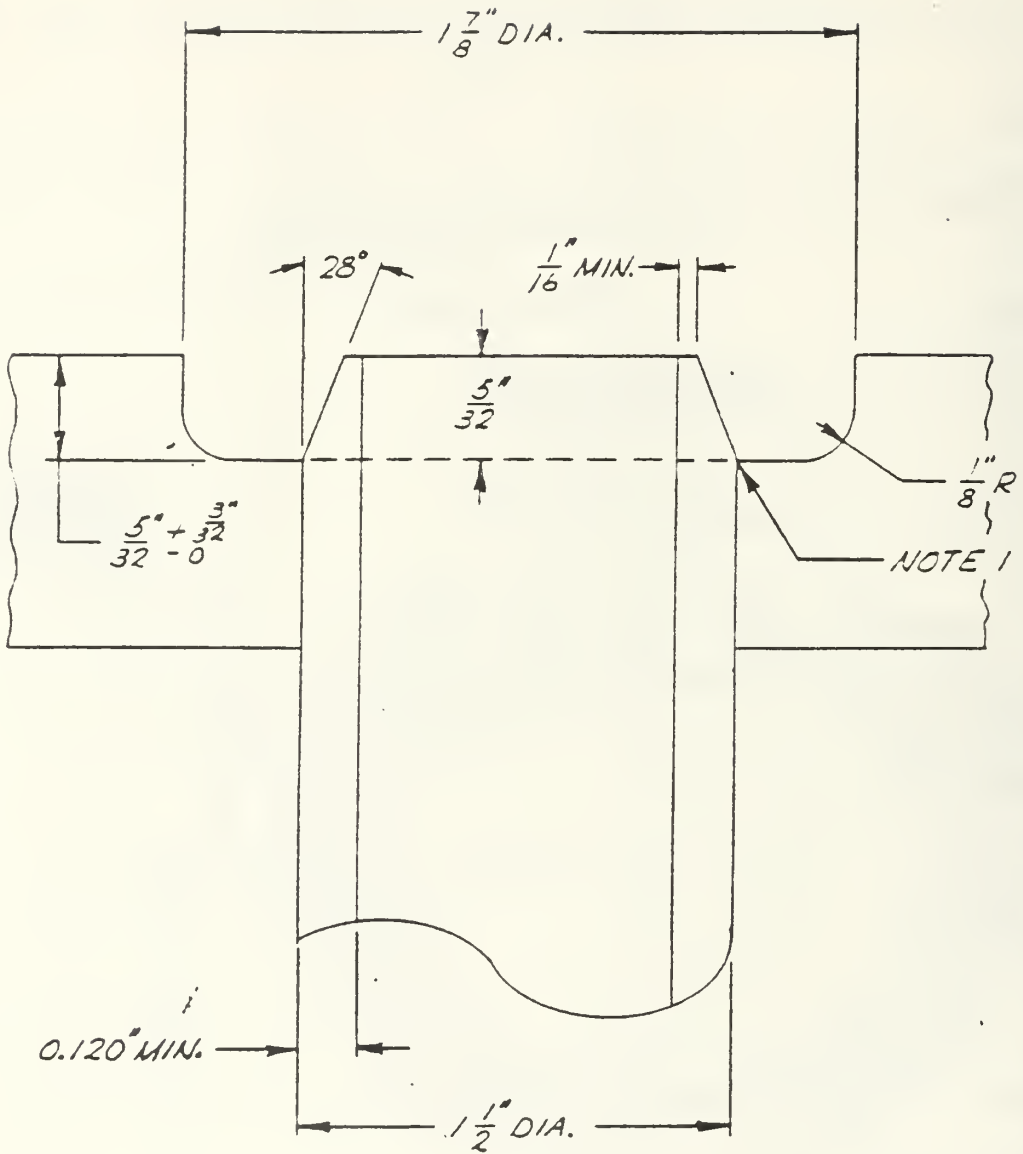 1 7/8" DIA.
28°
1/16" MIN.
5/32"
1/8" R
5/32" + 3/32" - 0
NOTE 1
0.120" MIN.
1 1/2" DIA.